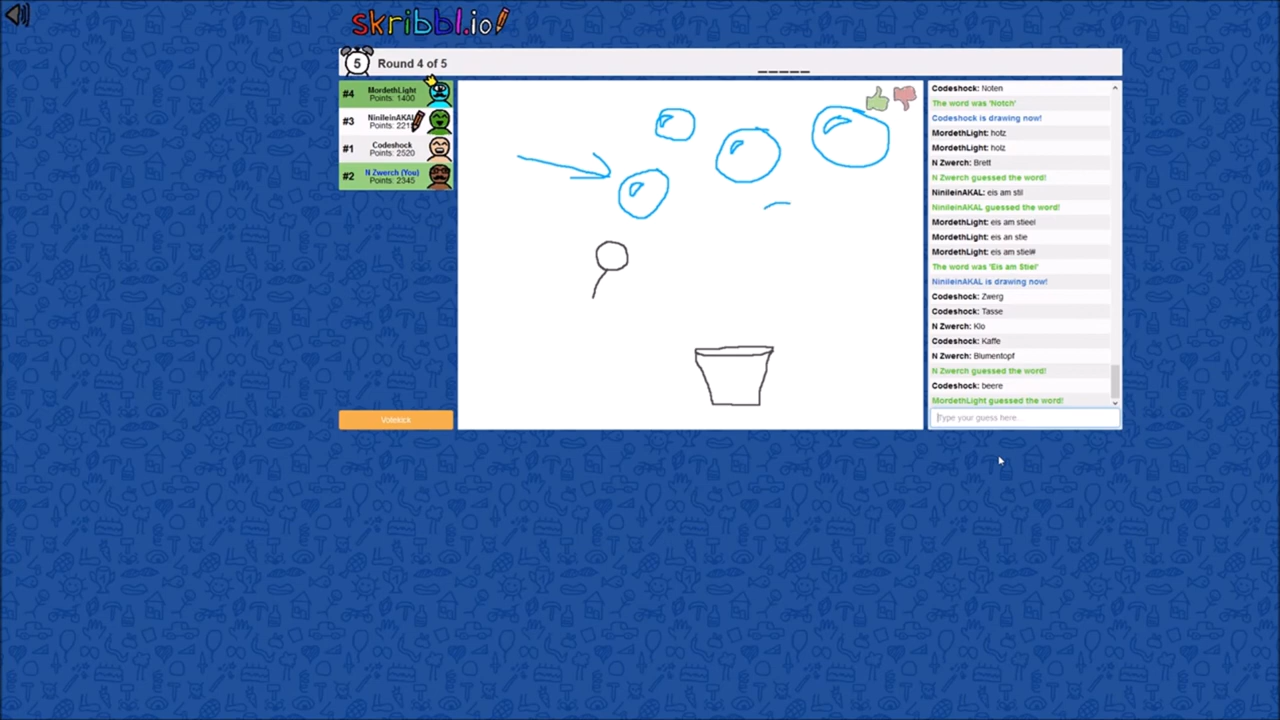 skribbl.io!
5 Round 4 of 5
_____
#4 MordethLight
Points: 1400
#3 NinileinAKAL
Points: 221
#1 Codeshock
Points: 2520
#2 N Zwerch (You)
Points: 2345
Votekick
Codeshock: Noten
The word was 'Notch'
Codeshock is drawing now!
MordethLight: hotz
MordethLight: holz
N Zwerch: Brett
N Zwerch guessed the word!
NinileinAKAL: eis am stil
NinileinAKAL guessed the word!
MordethLight: eis am stieel
MordethLight: eis an stie
MordethLight: eis am stiel#
The word was 'Eis am Stiel'
NinileinAKAL is drawing now!
Codeshock: Zwerg
Codeshock: Tasse
N Zwerch: Klo
Codeshock: Kaffe
N Zwerch: Blumentopf
N Zwerch guessed the word!
Codeshock: beere
MordethLight guessed the word!
Type your guess here...